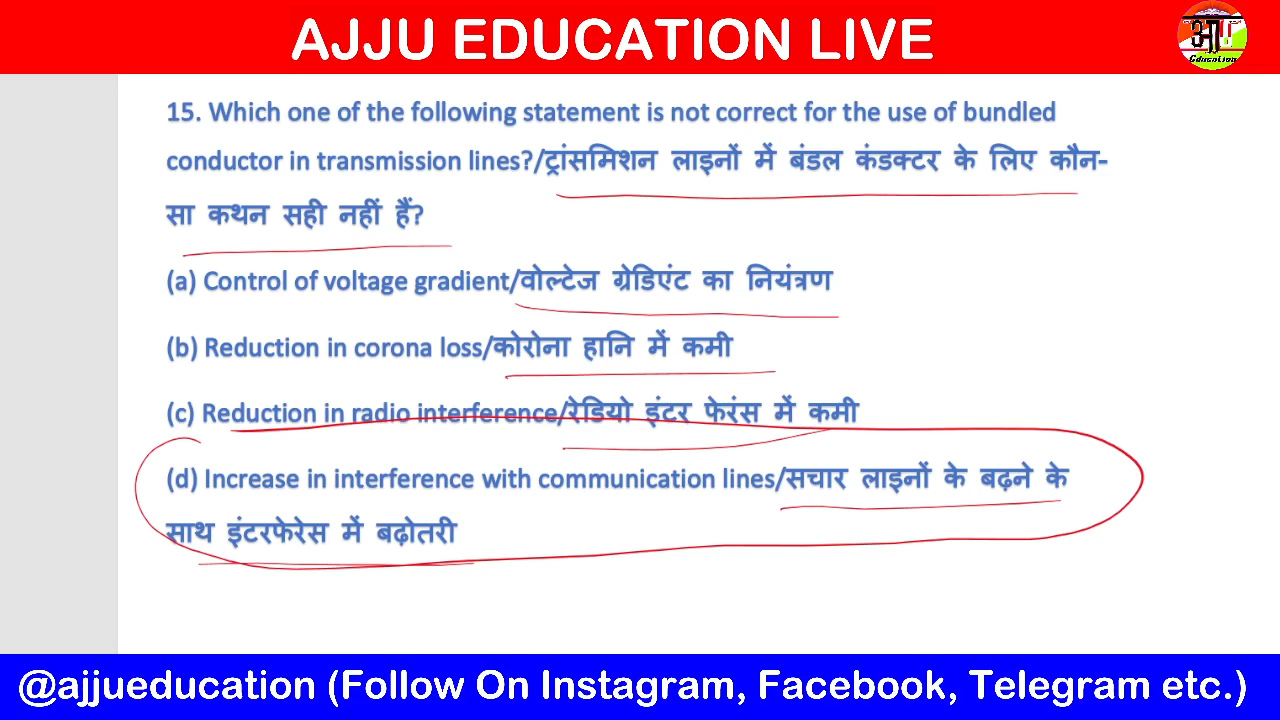 AJJU EDUCATION LIVE
Education
15. Which one of the following statement is not correct for the use of bundled
conductor in transmission lines?/ट्रांसमिशन लाइनों में बंडल कंडक्टर के लिए कौन-
सा कथन सही नहीं हैं?
(a) Control of voltage gradient/वोल्टेज ग्रेडिएंट का नियंत्रण
(b) Reduction in corona loss/कोरोना हानि में कमी
(c) Reduction in radio interference/रेडियो इंटर फेरंस में कमी
(d) Increase in interference with communication lines/सचार लाइनों के बढ़ने के
साथ इंटरफेरेस में बढ़ोतरी
@ajjueducation (Follow On Instagram, Facebook, Telegram etc.)